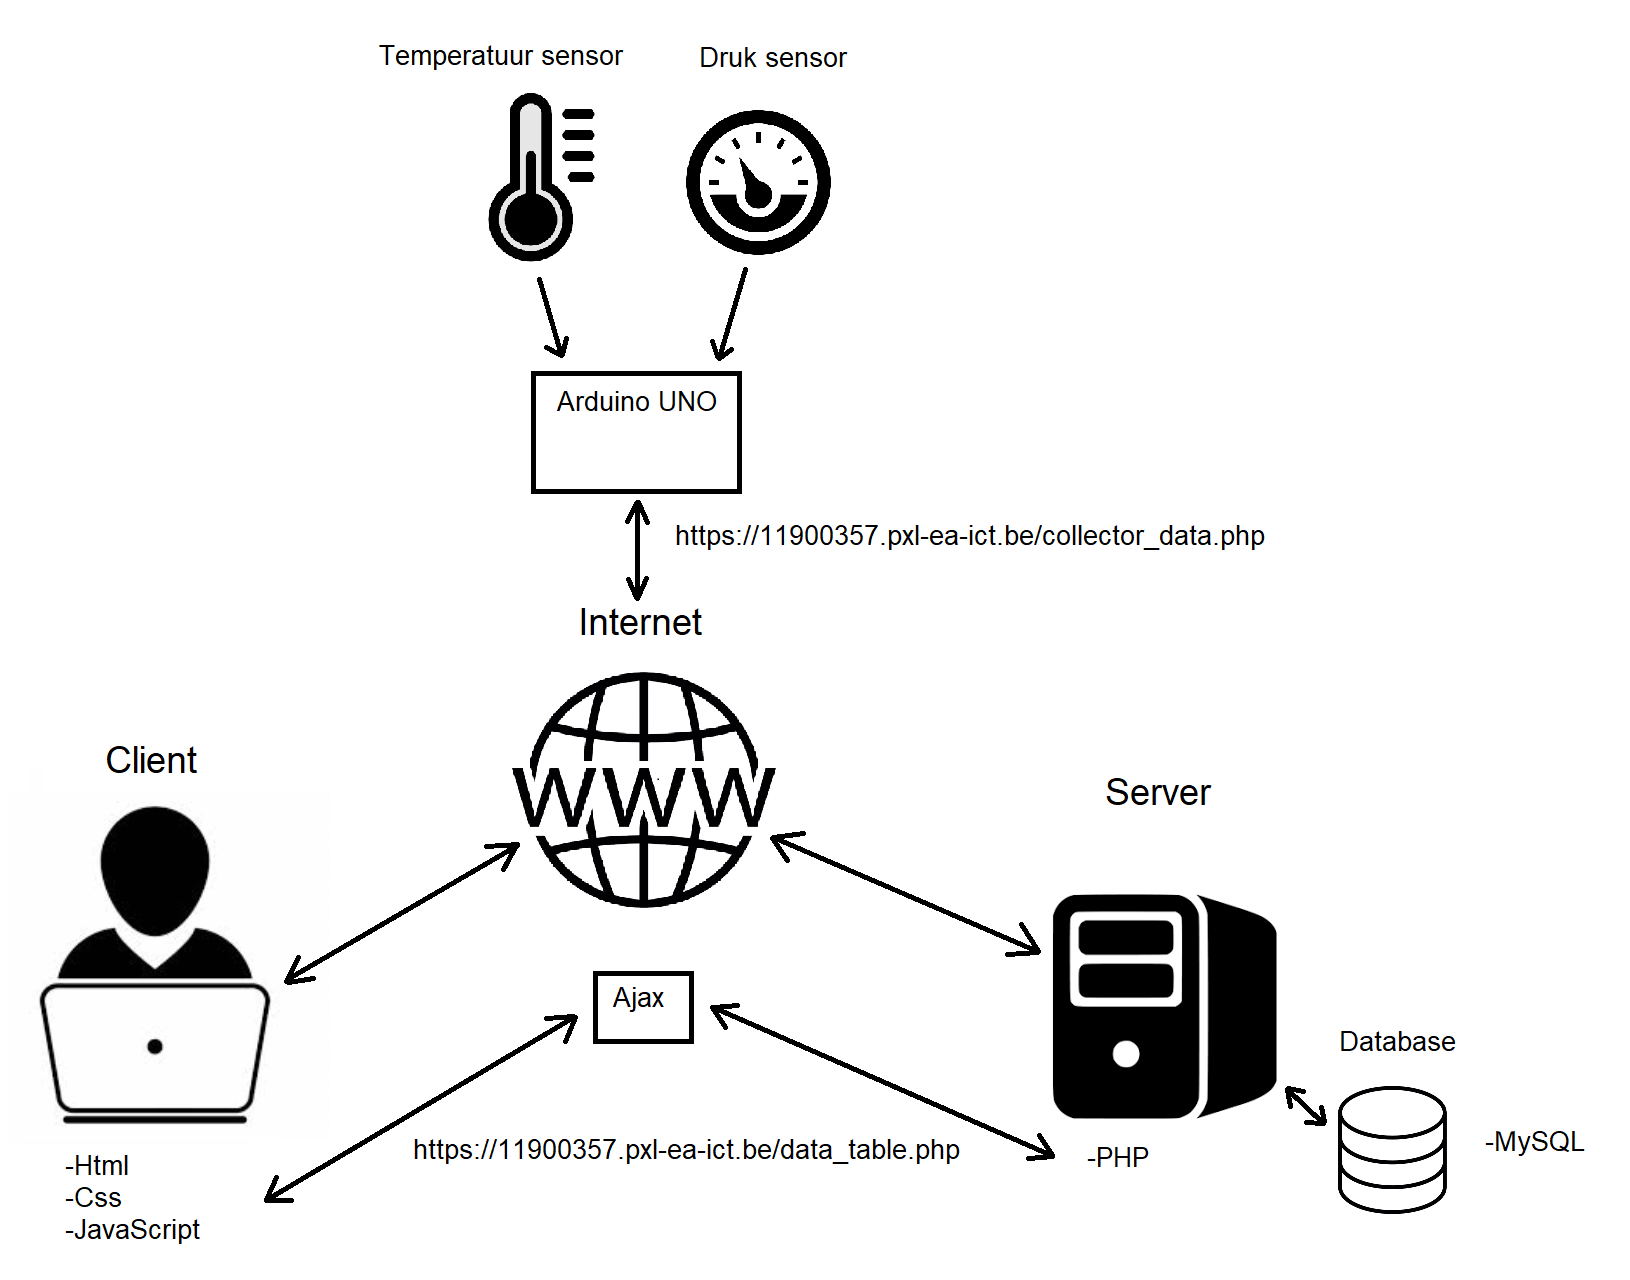 Temperatuur sensor
Druk sensor
Arduino UNO
https://11900357.pxl-ea-ict.be/collector_data.php
Internet
WWW
Client
Server
Ajax
Database
-MySQL
https://11900357.pxl-ea-ict.be/data_table.php
-PHP
-Html
-Css
-JavaScript